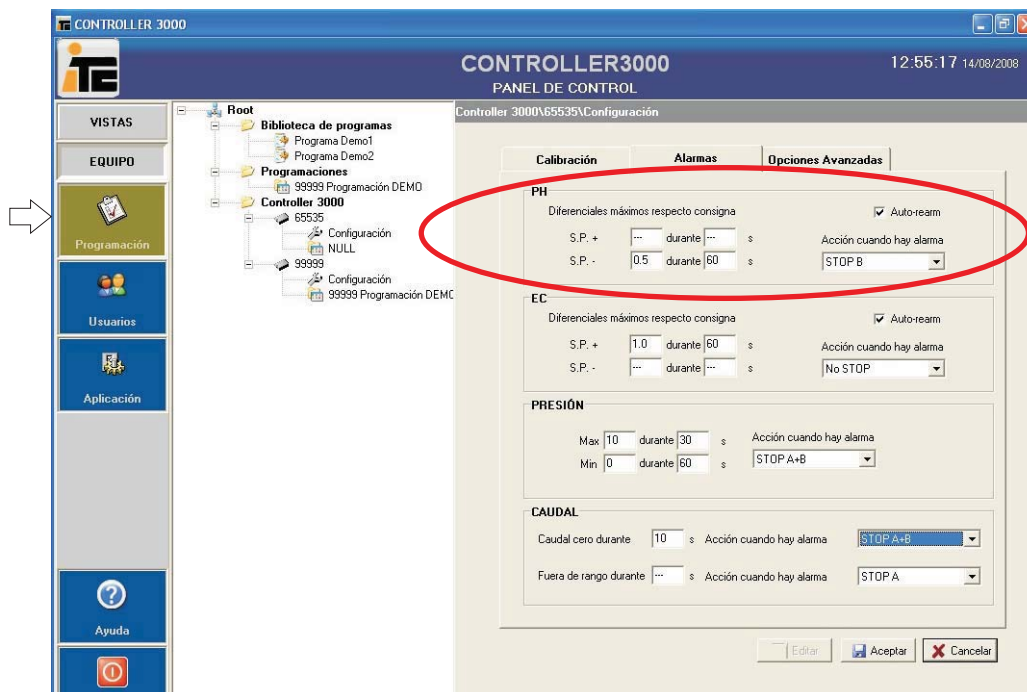 CONTROLLER 3000
iTC
CONTROLLER3000
PANEL DE CONTROL
12:55:17 14/08/2008
VISTAS
EQUIPO
Programación
Usuarios
Aplicación
Ayuda
Root
Biblioteca de programas
Programa Demo1
Programa Demo2
Programaciones
99999 Programación DEMO
Controller 3000
65535
Configuración
NULL
99999
Configuración
99999 Programación DEMO
Controller 3000\65535\Configuración
Calibración Alarmas Opciones Avanzadas
PH
Diferenciales máximos respecto consigna Auto-rearm
S.P. + --- durante --- s Acción cuando hay alarma
S.P. - 0.5 durante 60 s STOP B
EC
Diferenciales máximos respecto consigna Auto-rearm
S.P. + 1.0 durante 60 s Acción cuando hay alarma
S.P. - --- durante --- s No STOP
PRESIÓN
Max 10 durante 30 s Acción cuando hay alarma
Min 0 durante 60 s STOP A+B
CAUDAL
Caudal cero durante 10 s Acción cuando hay alarma STOP A+B
Fuera de rango durante --- s Acción cuando hay alarma STOP A
Editar Aceptar Cancelar